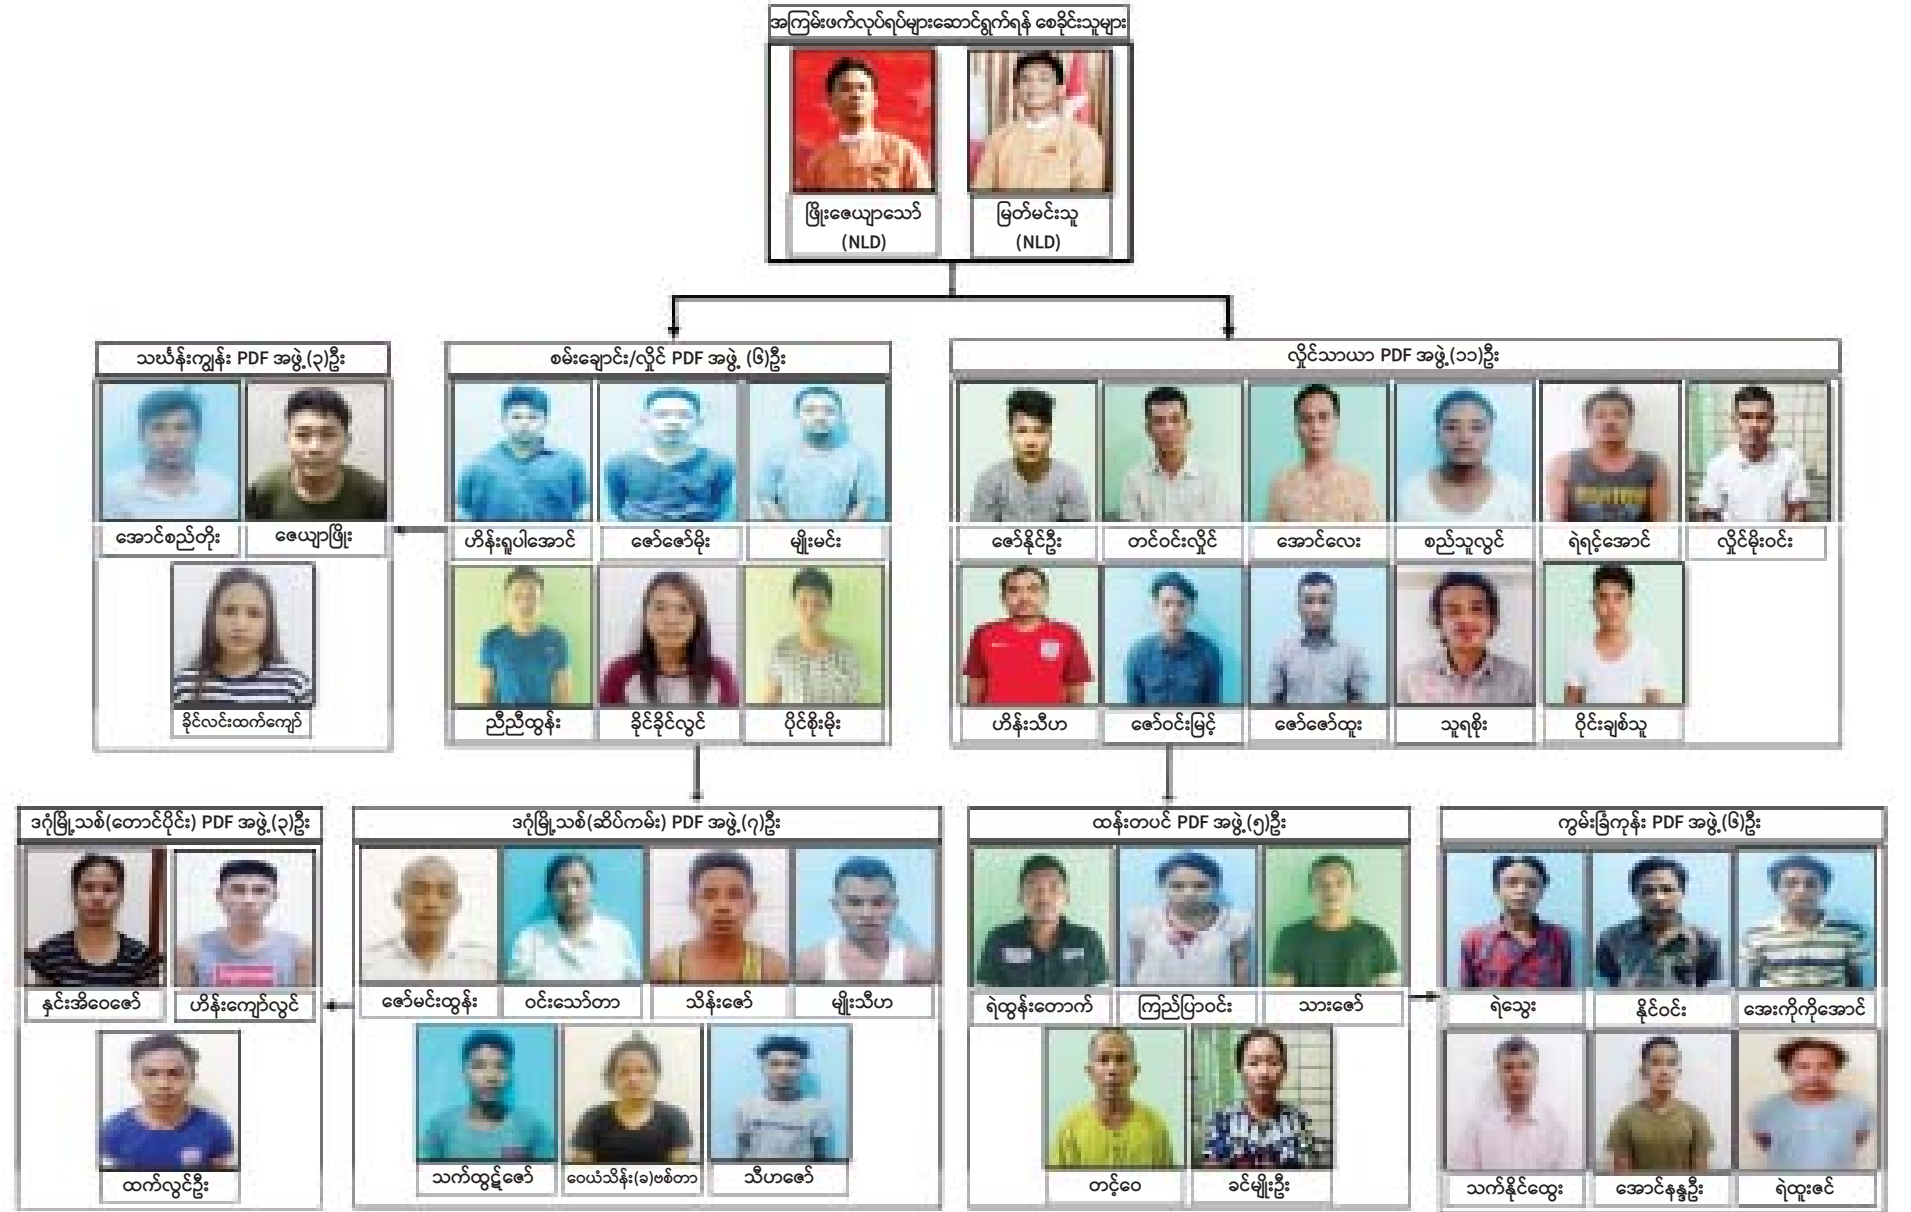 အကြမ်းဖက်လုပ်ရပ်များဆောင်ရွက်ရန် စေခိုင်းသူများ
ဖြိုးဇေယျာသော်
(NLD)
မြတ်မင်းသူ
(NLD)
သင်္ဃန်းကျွန်း PDF အဖွဲ့(၃)ဦး
အောင်စည်တိုး
ဇေယျာဖြိုး
ခိုင်လင်းထက်ကျော်
စမ်းချောင်း/လှိုင် PDF အဖွဲ့ (၆)ဦး
ဟိန်းရူပါအောင်
ဇော်ဇော်မိုး
မျိုးမင်း
ညီညီထွန်း
ခိုင်ခိုင်လွင်
ပိုင်စိုးမိုး
လှိုင်သာယာ PDF အဖွဲ့(၁၁)ဦး
ဇော်နိုင်ဦး
တင်ဝင်းလှိုင်
အောင်လေး
စည်သူလွင်
ရဲရင့်အောင်
လှိုင်မိုးဝင်း
ဟိန်းသီဟ
ဇော်ဝင်းမြင့်
ဇော်ဇော်ထူး
သူရစိုး
ဝိုင်းချစ်သူ
ဒဂုံမြို့သစ်(တောင်ပိုင်း) PDF အဖွဲ့(၃)ဦး
နှင်းအိဝေဇော်
ဟိန်းကျော်လွင်
ထက်လွင်ဦး
ဒဂုံမြို့သစ်(ဆိပ်ကမ်း) PDF အဖွဲ့(၇)ဦး
ဇော်မင်းထွန်း
ဝင်းသော်တာ
သိန်းဇော်
မျိုးသီဟ
သက်ထွဋ်ဇော်
ဝေယံသိန်း(ခ)ဗစ်တာ
သီဟဇော်
ထန်းတပင် PDF အဖွဲ့(၅)ဦး
ရဲထွန်းတောက်
ကြည်ပြာဝင်း
သားဇော်
တင့်ဝေ
ခင်မျိုးဦး
ကွမ်းခြံကုန်း PDF အဖွဲ့(၆)ဦး
ရဲသွေး
နိုင်ဝင်း
အေးကိုကိုအောင်
သက်နိုင်ထွေး
အောင်နန္ဒဦး
ရဲထူးဇင်